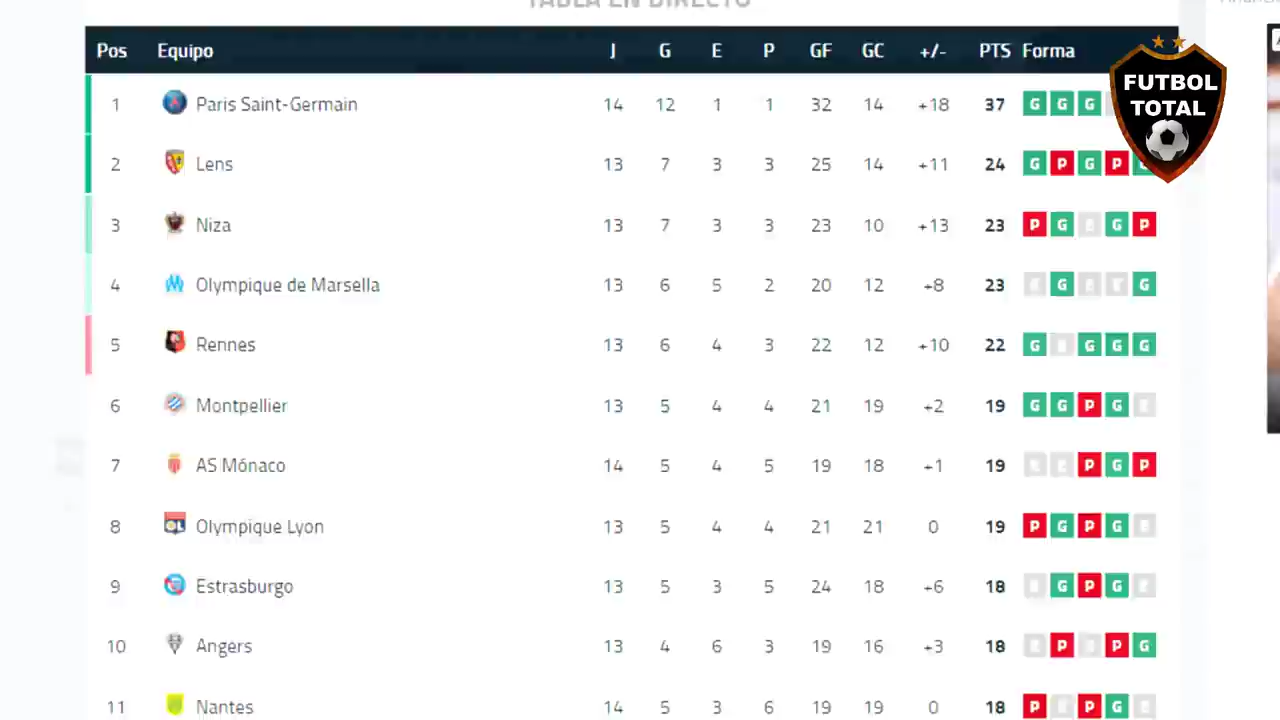 TABLA EN DIRECTO
Pos Equipo J G E P GF GC +/- PTS Forma
1 Paris Saint-Germain 14 12 1 1 32 14 +18 37 G G G
2 Lens 13 7 3 3 25 14 +11 24 G P G P G
3 Niza 13 7 3 3 23 10 +13 23 P G E G P
4 Olympique de Marsella 13 6 5 2 20 12 +8 23 E G E E G
5 Rennes 13 6 4 3 22 12 +10 22 G E G G G
6 Montpellier 13 5 4 4 21 19 +2 19 G G P G E
7 AS Mónaco 14 5 4 5 19 18 +1 19 E E P G P
8 Olympique Lyon 13 5 4 4 21 21 0 19 P G P G E
9 Estrasburgo 13 5 3 5 24 18 +6 18 E G P G E
10 Angers 13 4 6 3 19 16 +3 18 E P E P G
11 Nantes 14 5 3 6 19 19 0 18 P E P G E
FUTBOL
TOTAL